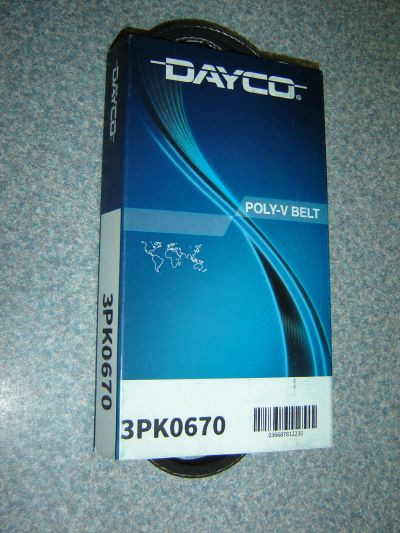 DAYCO®
DAYCO
POLY-V BELT
3PK0670
3PK0670
036687812230